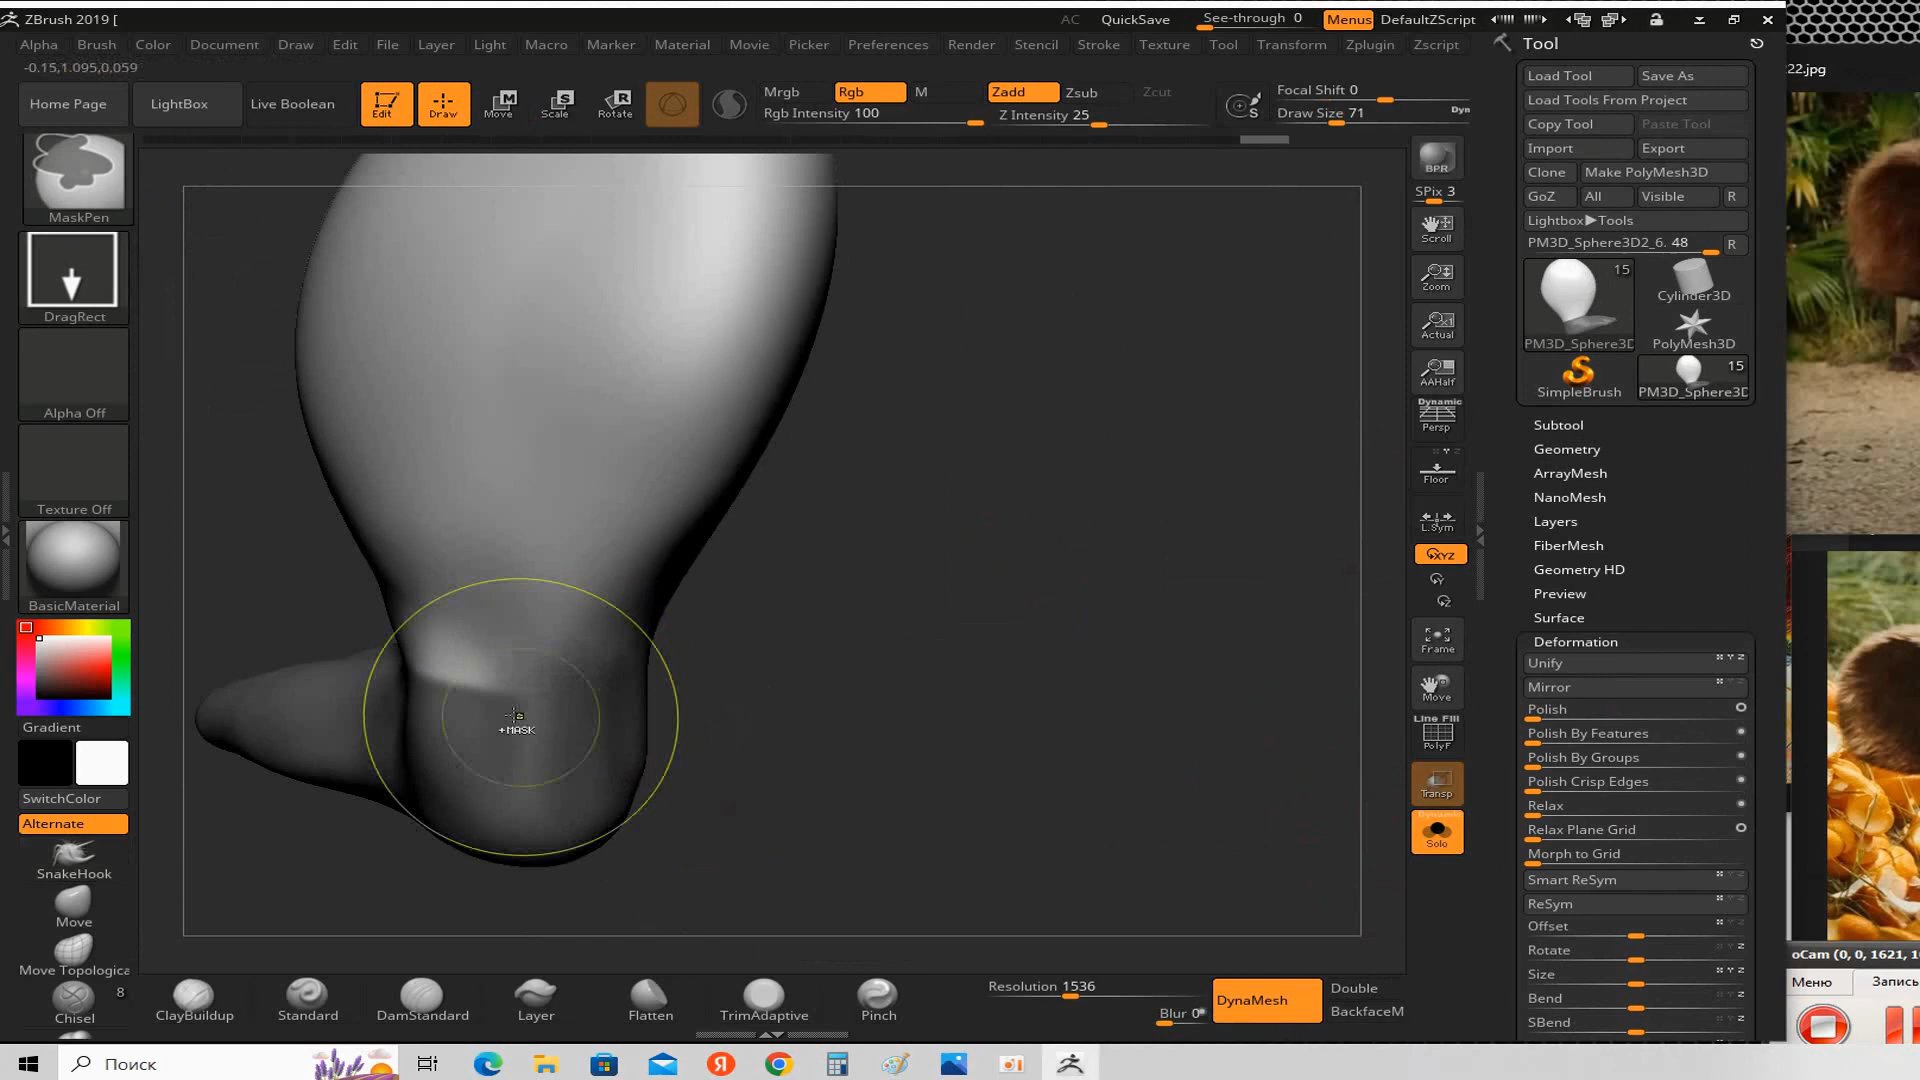 ZBrush 2019 [
AC QuickSave See-through 0 Menus DefaultZScript
Alpha Brush Color Document Draw Edit File Layer Light Macro Marker Material Movie Picker Preferences Render Stencil Stroke Texture Tool Transform Zplugin Zscript
-0.15,1.095,0.059
Home Page LightBox Live Boolean Edit Draw Move Scale Rotate
M S R
Mrgb Rgb M Zadd Zsub Zcut
Rgb Intensity 100 Z Intensity 25
S
Focal Shift 0
Draw Size 71 Dyn
MaskPen
DragRect
Alpha Off
Texture Off
BasicMaterial
Gradient
SwitchColor
Alternate
SnakeHook
Move
Move Topologica
8
Chisel
+MASK
ClayBuildup Standard DamStandard Layer Flatten TrimAdaptive Pinch
Resolution 1536
Blur 0
DynaMesh
Double
BackfaceM
BPR
SPix 3
Scroll
Zoom
Actual
AAHalf
Dynamic
Persp
Floor
L.Sym
XYZ
Y
Z
Frame
Move
Line Fill
PolyF
Transp
Dynamic
Solo
Tool
Load Tool Save As
Load Tools From Project
Copy Tool Paste Tool
Import Export
Clone Make PolyMesh3D
GoZ All Visible R
Lightbox▶Tools
PM3D_Sphere3D2_6. 48 R
15
Cylinder3D
PM3D_Sphere3D PolyMesh3D
15
SimpleBrush PM3D_Sphere3D
Subtool
Geometry
ArrayMesh
NanoMesh
Layers
FiberMesh
Geometry HD
Preview
Surface
Deformation
Unify
Mirror
Polish
Polish By Features
Polish By Groups
Polish Crisp Edges
Relax
Relax Plane Grid
Morph to Grid
Smart ReSym
ReSym
Offset
Rotate
Size
Bend
SBend
22.jpg
oCam (0, 0, 1621, 1
Меню Запись
Поиск
Я